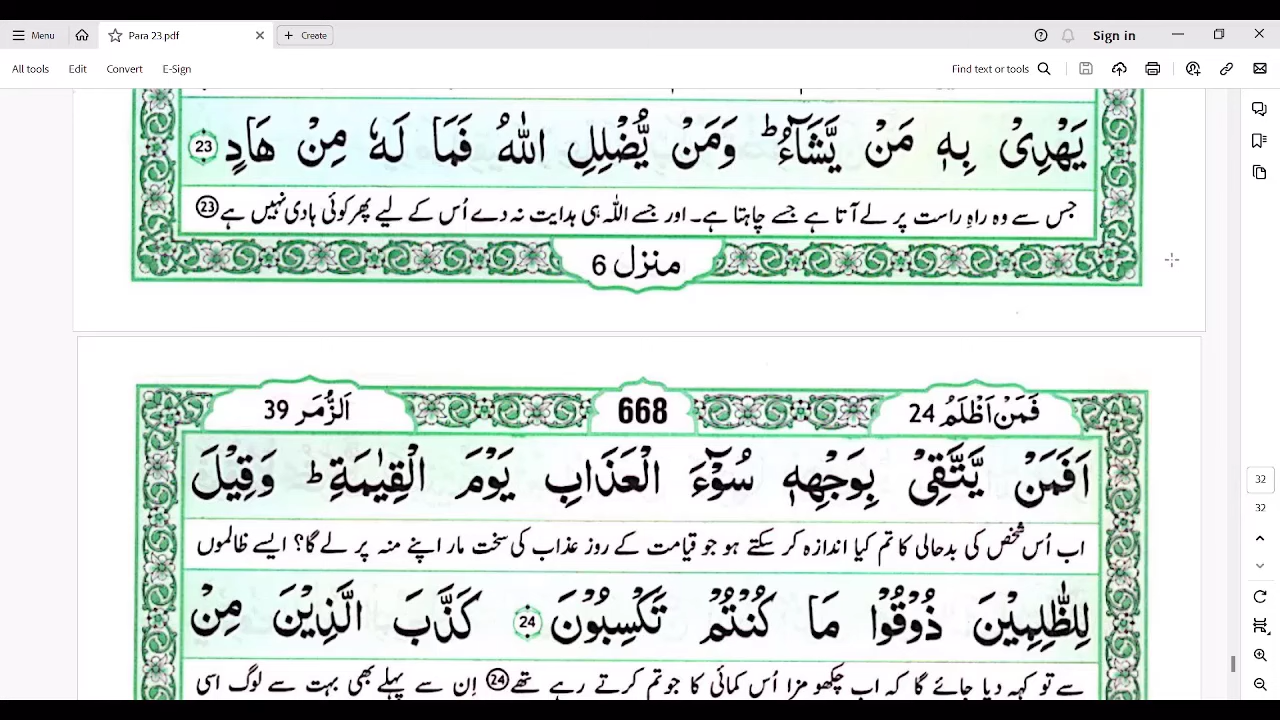 Menu
Para 23.pdf
Create
Sign in
All tools Edit Convert E-Sign
Find text or tools
يَهْدِيْ بِهٖ مَنْ يَّشَآءُ ؕ وَمَنْ يُّضْلِلِ اللّٰهُ فَمَا لَهٗ مِنْ هَادٍ 23
جس سے وہ راہِ راست پر لے آتا ہے جسے چاہتا ہے۔ اور جسے اللہ ہی ہدایت نہ دے اُس کے لیے پھر کوئی ہادی نہیں ہے 23
منزل 6
فَمَنْ اَظْلَمُ 24
668
اَلزُّمَر 39
اَفَمَنْ يَّتَّقِيْ بِوَجْهِهٖ سُوْٓءَ الْعَذَابِ يَوْمَ الْقِيٰمَةِ ؕ وَقِيْلَ
اب اُس شخص کی بدحالی کا تم کیا اندازہ کر سکتے ہو جو قیامت کے روز عذاب کی سخت مار اپنے منہ پر لے گا؟ ایسے ظالموں
لِلظّٰلِمِيْنَ ذُوْقُوْا مَا كُنْتُمْ تَكْسِبُوْنَ 24 كَذَّبَ الَّذِيْنَ مِنْ
سے تو کہہ دیا جائے گا کہ اب چکھو مزا اُس کمائی کا جو تم کرتے رہے تھے 24 اِن سے پہلے بھی بہت سے لوگ اسی
32
32